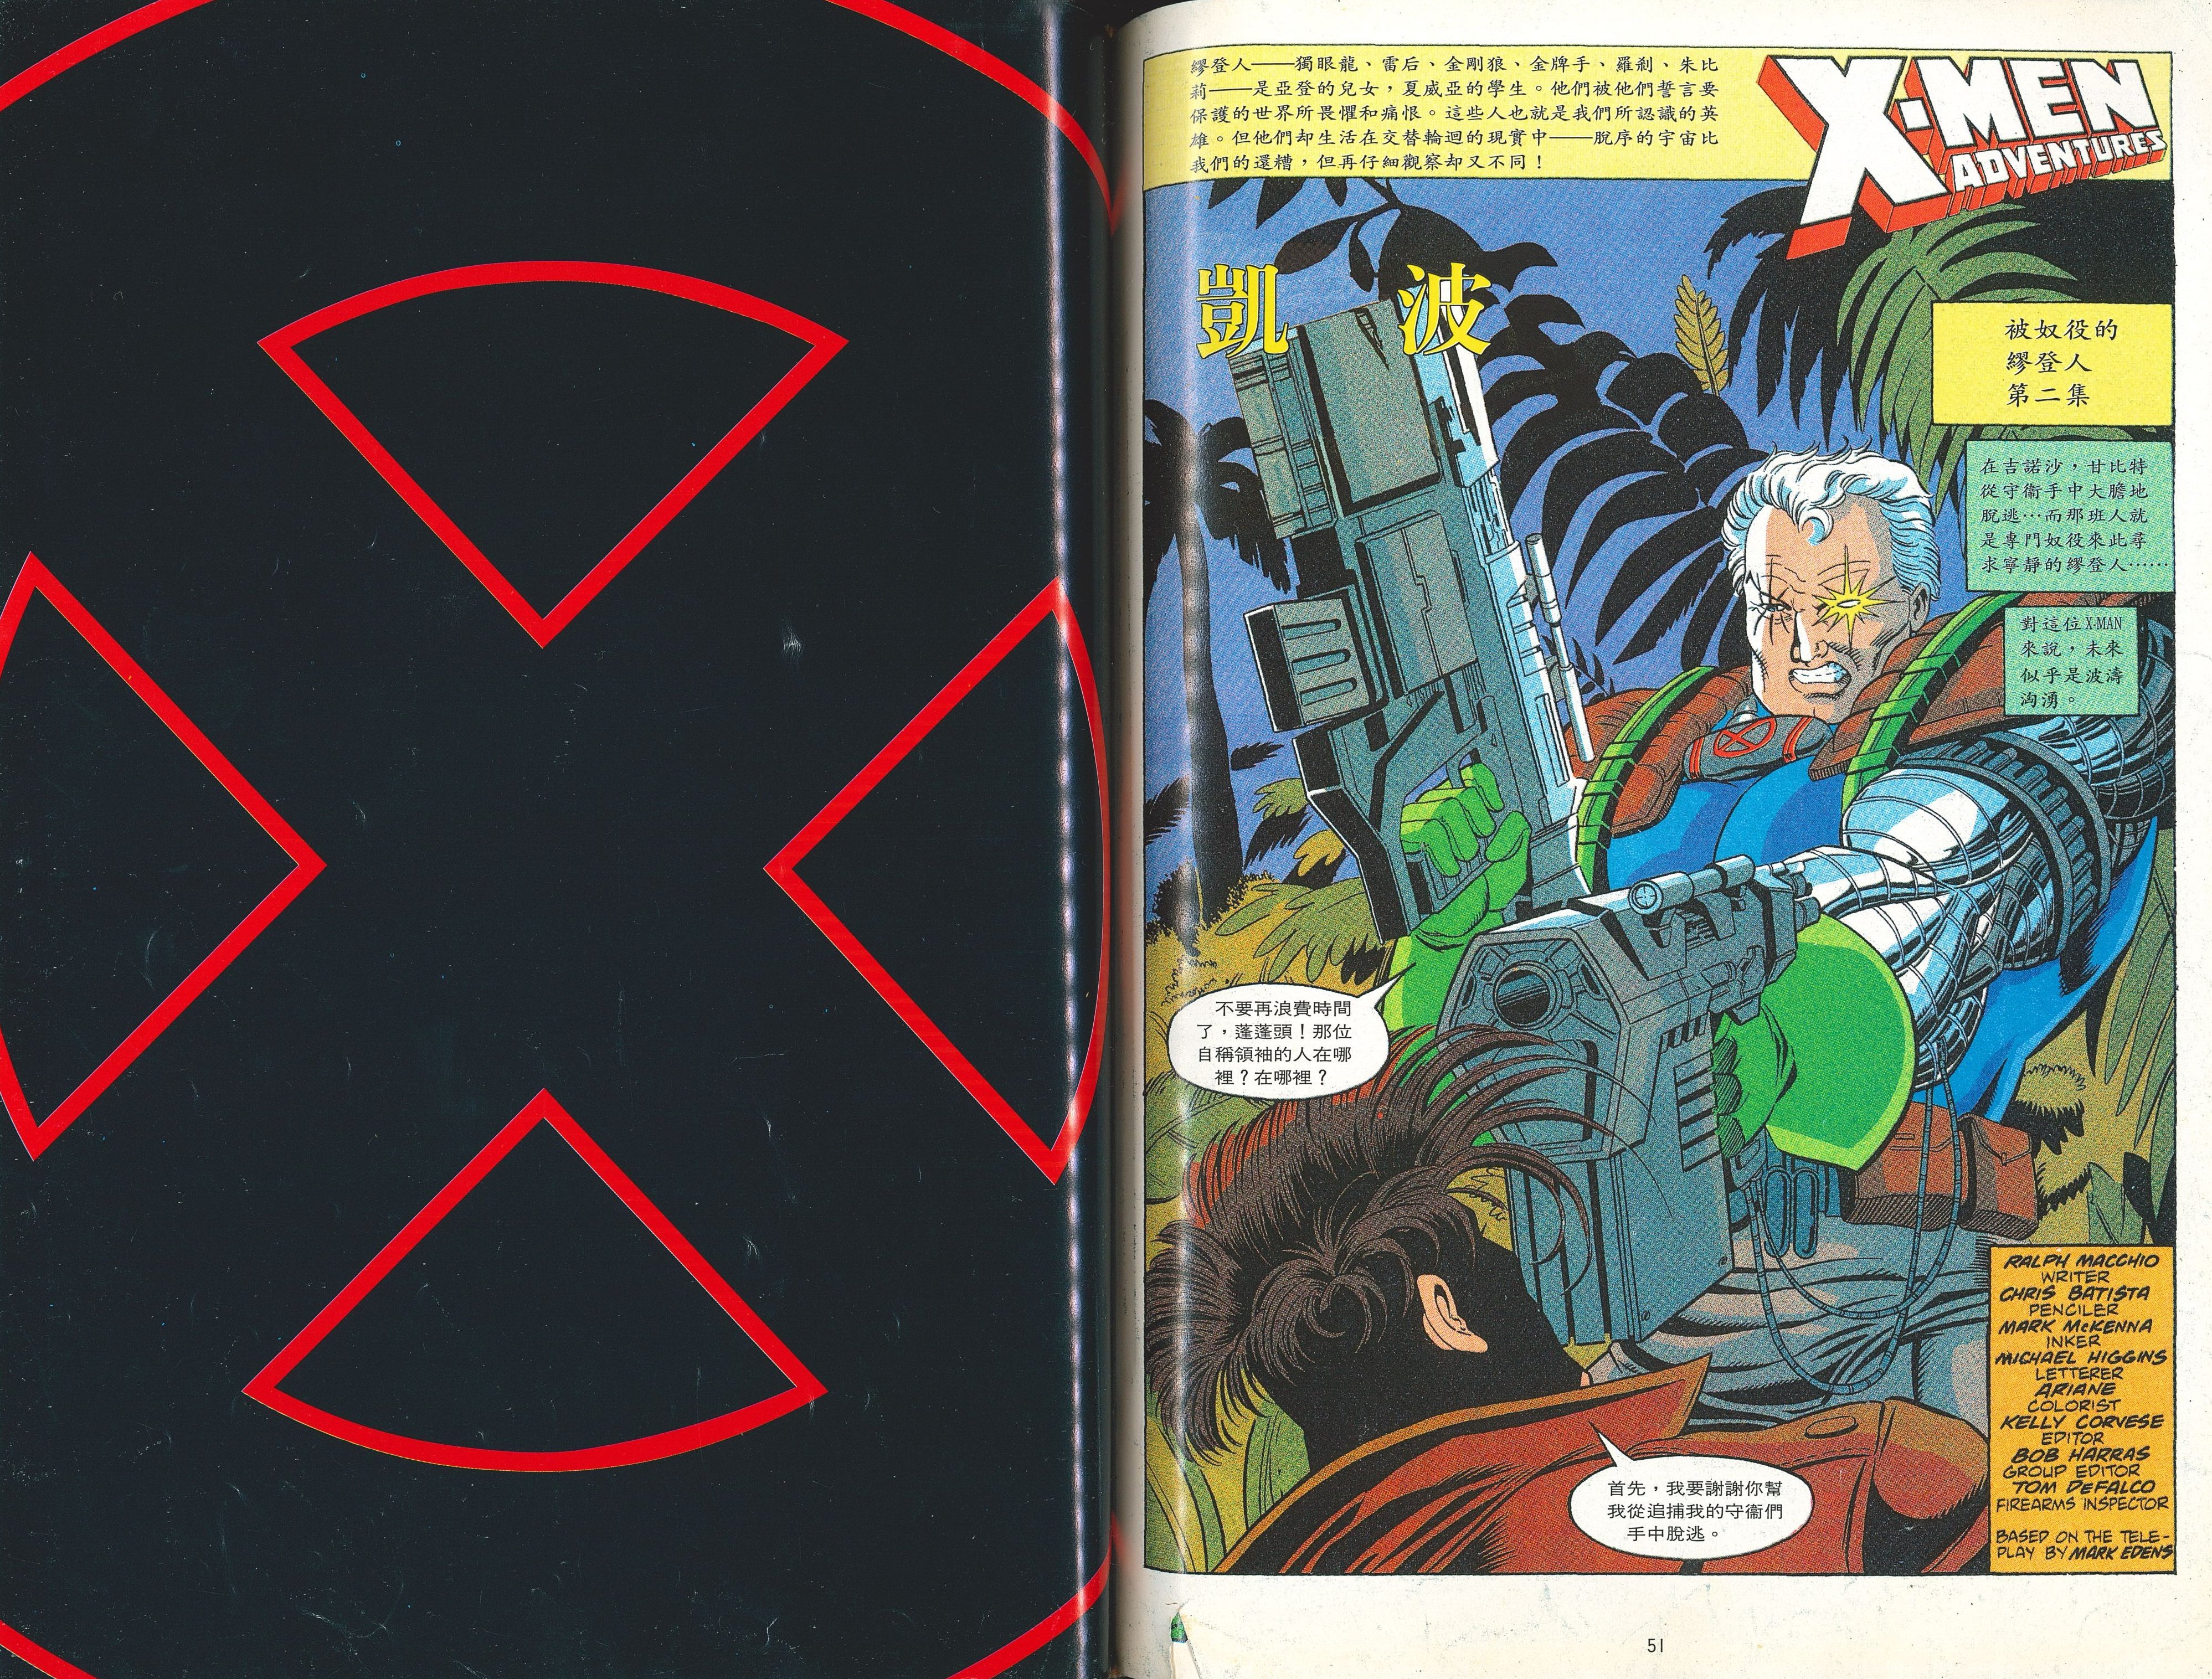 繆登人——獨眼龍、雷后、金剛狼、金牌手、羅剎、朱比
莉——是亞登的兒女，夏威亞的學生。他們被他們誓言要
保護的世界所畏懼和痛恨。這些人也就是我們所認識的英
雄。但他們却生活在交替輪迴的現實中——脫序的宇宙比
我們的還糟，但再仔細觀察却又不同！
X·MEN
ADVENTURES
凱波
被奴役的
繆登人
第二集
在吉諾沙，甘比特
從守衞手中大膽地
脫逃…而那班人就
是專門奴役來此尋
求寧靜的繆登人……
對這位X-MAN
來說，未來
似乎是波濤
洶湧。
不要再浪費時間
了，蓬蓬頭！那位
自稱領袖的人在哪
裡？在哪裡？
首先，我要謝謝你幫
我從追捕我的守衞們
手中脫逃。
RALPH MACCHIO
WRITER
CHRIS BATISTA
PENCILER
MARK McKENNA
INKER
MICHAEL HIGGINS
LETTERER
ARIANE
COLORIST
KELLY CORVESE
EDITOR
BOB HARRAS
GROUP EDITOR
TOM DeFALCO
FIREARMS INSPECTOR
BASED ON THE TELE-
PLAY BY MARK EDENS
51